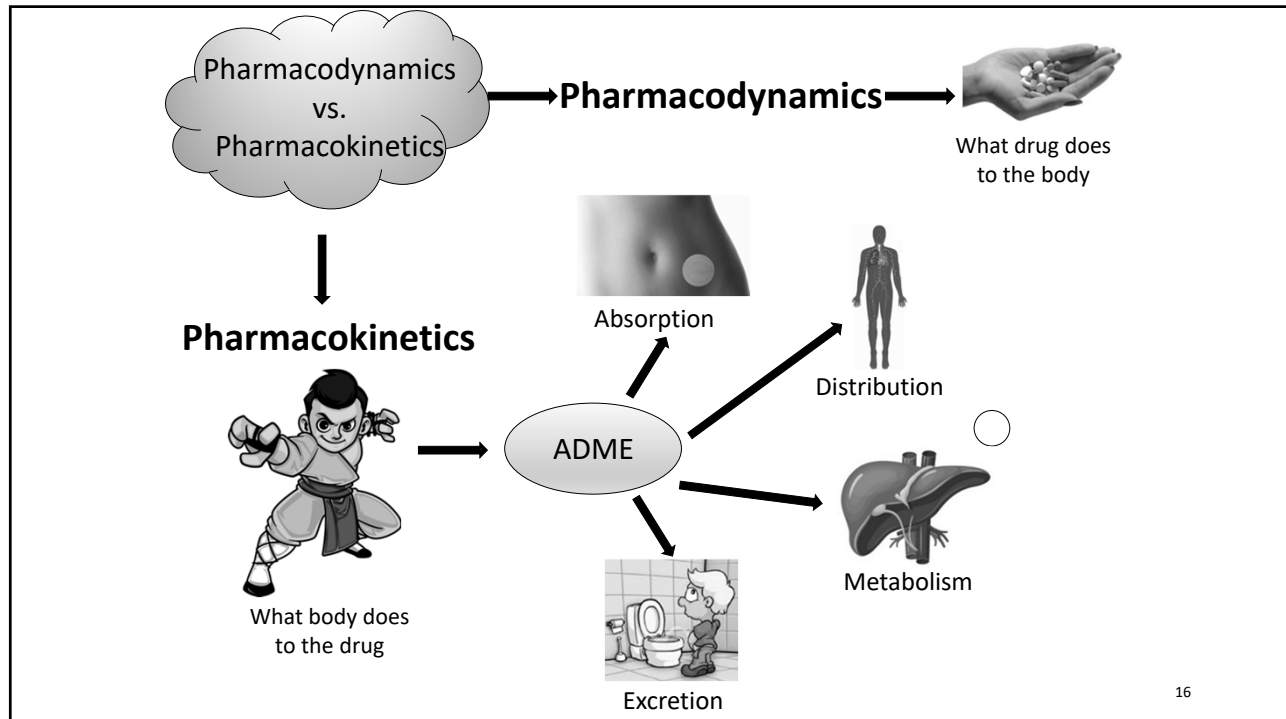 Pharmacodynamics
vs.
Pharmacokinetics
Pharmacodynamics
What drug does
to the body
Absorption
Distribution
Pharmacokinetics
ADME
Metabolism
What body does
to the drug
Excretion
16